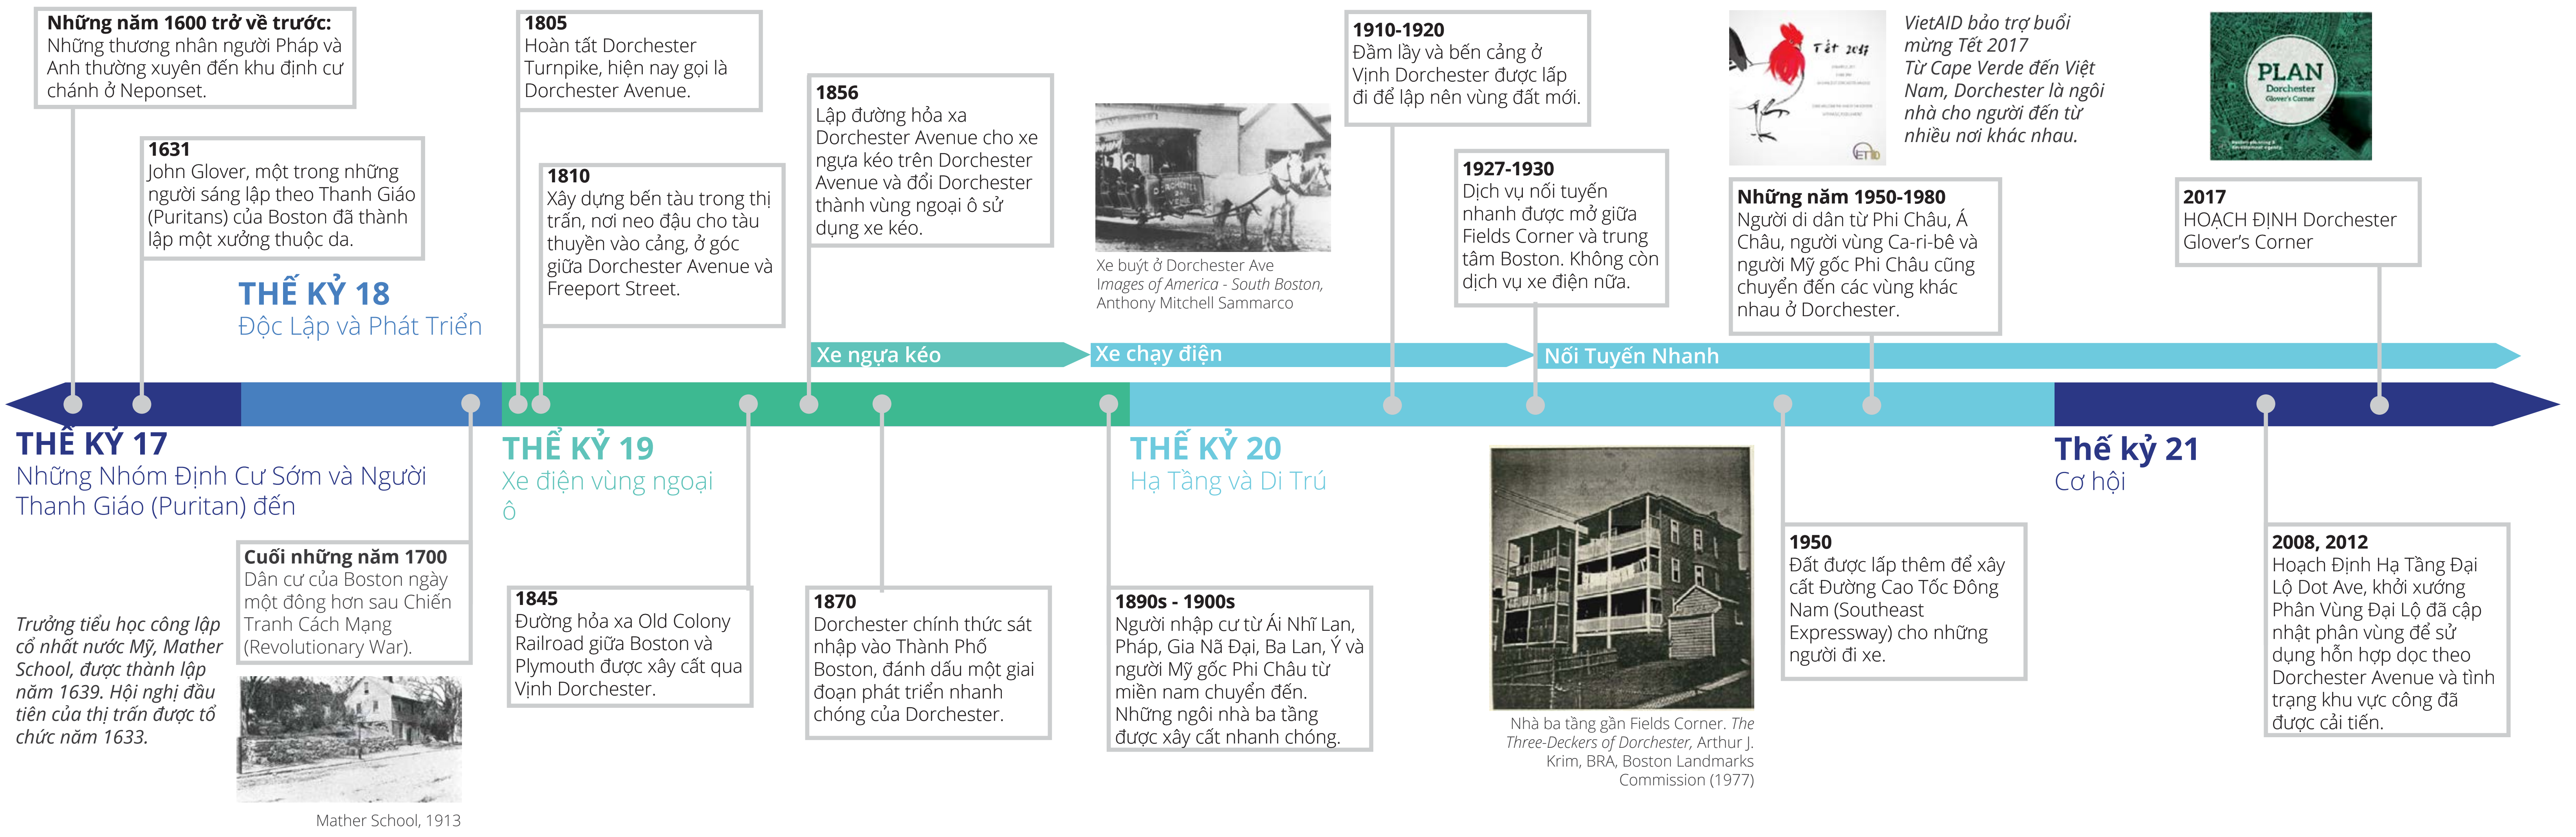 Những năm 1600 trở về trước:
Những thương nhân người Pháp và
Anh thường xuyên đến khu định cư
chánh ở Neponset.
1631
John Glover, một trong những
người sáng lập theo Thanh Giáo
(Puritans) của Boston đã thành
lập một xưởng thuộc da.
THẾ KỶ 18
Độc Lập và Phát Triển
1805
Hoàn tất Dorchester
Turnpike, hiện nay gọi là
Dorchester Avenue.
1810
Xây dựng bến tàu trong thị
trấn, nơi neo đậu cho tàu
thuyền vào cảng, ở góc
giữa Dorchester Avenue và
Freeport Street.
1856
Lập đường hỏa xa
Dorchester Avenue cho xe
ngựa kéo trên Dorchester
Avenue và đổi Dorchester
thành vùng ngoại ô sử
dụng xe kéo.
Xe buýt ở Dorchester Ave
Images of America - South Boston,
Anthony Mitchell Sammarco
1910-1920
Đầm lầy và bến cảng ở
Vịnh Dorchester được lấp
đi để lập nên vùng đất mới.
1927-1930
Dịch vụ nối tuyến
nhanh được mở giữa
Fields Corner và trung
tâm Boston. Không còn
dịch vụ xe điện nữa.
Tết 2017
VietAID bảo trợ buổi
mừng Tết 2017
Từ Cape Verde đến Việt
Nam, Dorchester là ngôi
nhà cho người đến từ
nhiều nơi khác nhau.
Những năm 1950-1980
Người di dân từ Phi Châu, Á
Châu, người vùng Ca-ri-bê và
người Mỹ gốc Phi Châu cũng
chuyển đến các vùng khác
nhau ở Dorchester.
PLAN
Dorchester
Glover's Corner
2017
HOẠCH ĐỊNH Dorchester
Glover's Corner
Xe ngựa kéo
Xe chạy điện
Nối Tuyến Nhanh
THẾ KỶ 17
Những Nhóm Định Cư Sớm và Người
Thanh Giáo (Puritan) đến
Trưởng tiểu học công lập
cổ nhất nước Mỹ, Mather
School, được thành lập
năm 1639. Hội nghị đầu
tiên của thị trấn được tổ
chức năm 1633.
Cuối những năm 1700
Dân cư của Boston ngày
một đông hơn sau Chiến
Tranh Cách Mạng
(Revolutionary War).
Mather School, 1913
THẾ KỶ 19
Xe điện vùng ngoại
ô
1845
Đường hỏa xa Old Colony
Railroad giữa Boston và
Plymouth được xây cất qua
Vịnh Dorchester.
1870
Dorchester chính thức sát
nhập vào Thành Phố
Boston, đánh dấu một giai
đoạn phát triển nhanh
chóng của Dorchester.
THẾ KỶ 20
Hạ Tầng và Di Trú
1890s - 1900s
Người nhập cư từ Ái Nhĩ Lan,
Pháp, Gia Nã Đại, Ba Lan, Ý và
người Mỹ gốc Phi Châu từ
miền nam chuyển đến.
Những ngôi nhà ba tầng
được xây cất nhanh chóng.
Nhà ba tầng gần Fields Corner. The
Three-Deckers of Dorchester, Arthur J.
Krim, BRA, Boston Landmarks
Commission (1977)
1950
Đất được lấp thêm để xây
cất Đường Cao Tốc Đông
Nam (Southeast
Expressway) cho những
người đi xe.
Thế kỷ 21
Cơ hội
2008, 2012
Hoạch Định Hạ Tầng Đại
Lộ Dot Ave, khởi xướng
Phân Vùng Đại Lộ đã cập
nhật phân vùng để sử
dụng hỗn hợp dọc theo
Dorchester Avenue và tình
trạng khu vực công đã
được cải tiến.